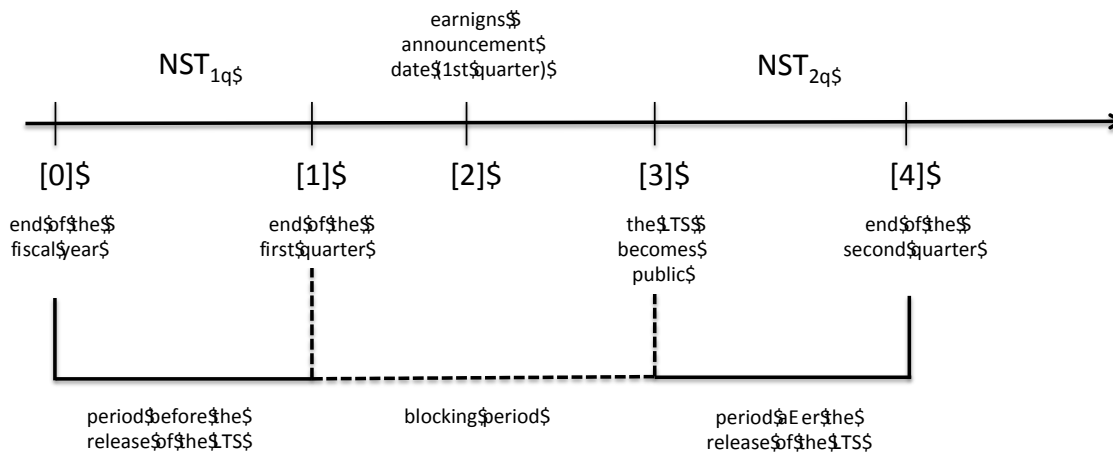 earnigns$$
announcement$
date$(1st$quarter)$
NST1q$
NST2q$
[0]$
[1]$
[2]$
[3]$
[4]$
end$of$the$$
fiscal$year$
end$of$the$$
first$quarter$
the$LTS$$
becomes$
public$
end$of$the$
second$quarter$
period$before$the$
release$of$the$LTS$
blocking$period$
period$aEer$the$
release$of$the$LTS$